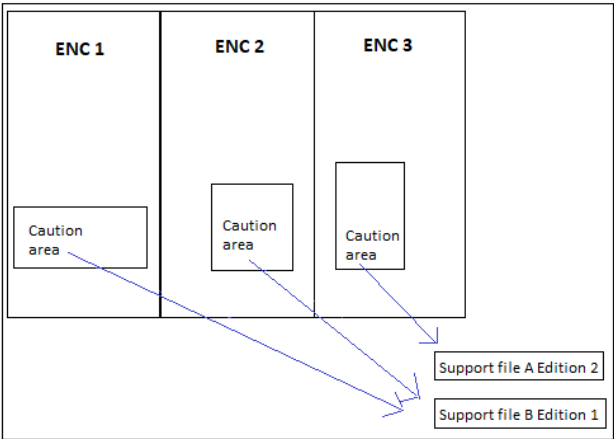 ENC 1
ENC 2
ENC 3
Caution
area
Caution
area
Caution
area
Support file A Edition 2
Support file B Edition 1